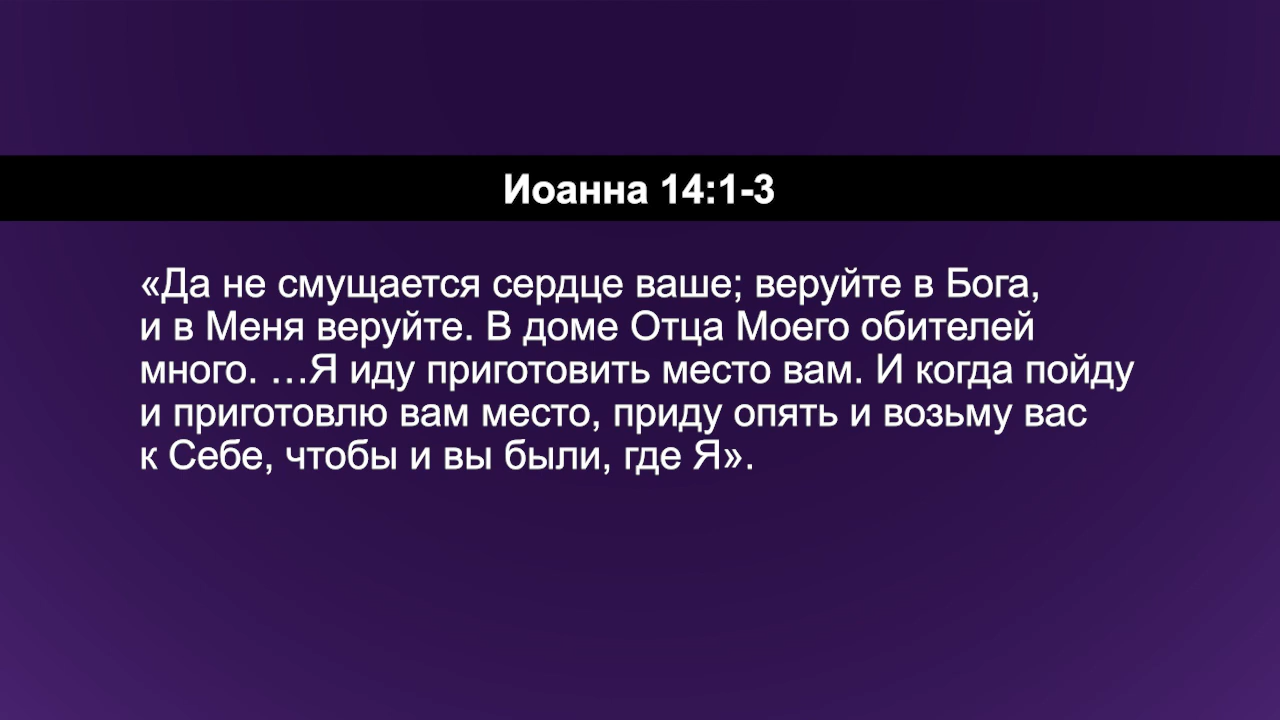 Иоанна 14:1-3
«Да не смущается сердце ваше; веруйте в Бога,
и в Меня веруйте. В доме Отца Моего обителей
много. …Я иду приготовить место вам. И когда пойду
и приготовлю вам место, приду опять и возьму вас
к Себе, чтобы и вы были, где Я».